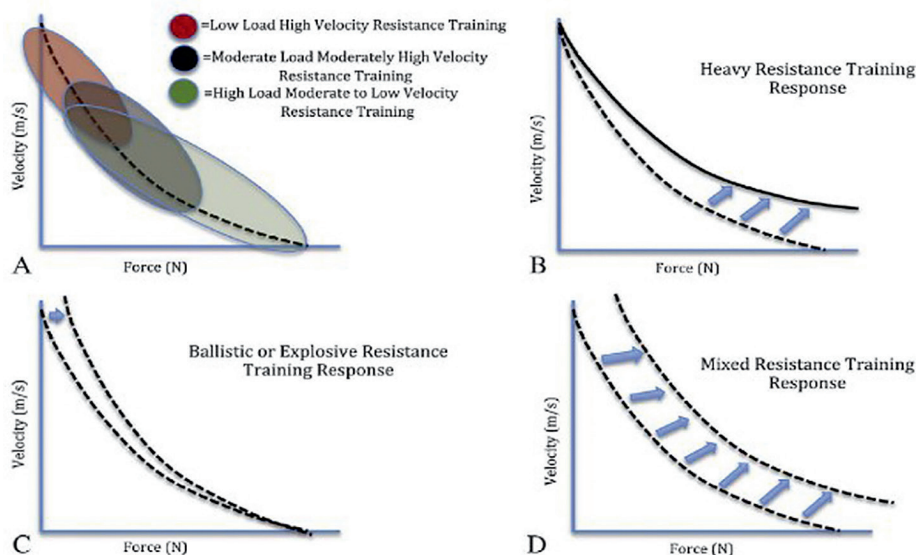 =Low Load High Velocity Resistance Training
=Moderate Load Moderately High Velocity
Resistance Training
=High Load Moderate to Low Velocity
Resistance Training
Velocity (m/s)
A
Force (N)
Heavy Resistance Training
Response
Velocity (m/s)
B
Force (N)
Ballistic or Explosive Resistance
Training Response
Velocity (m/s)
C
Force (N)
Mixed Resistance Training
Response
Velocity (m/s)
D
Force (N)